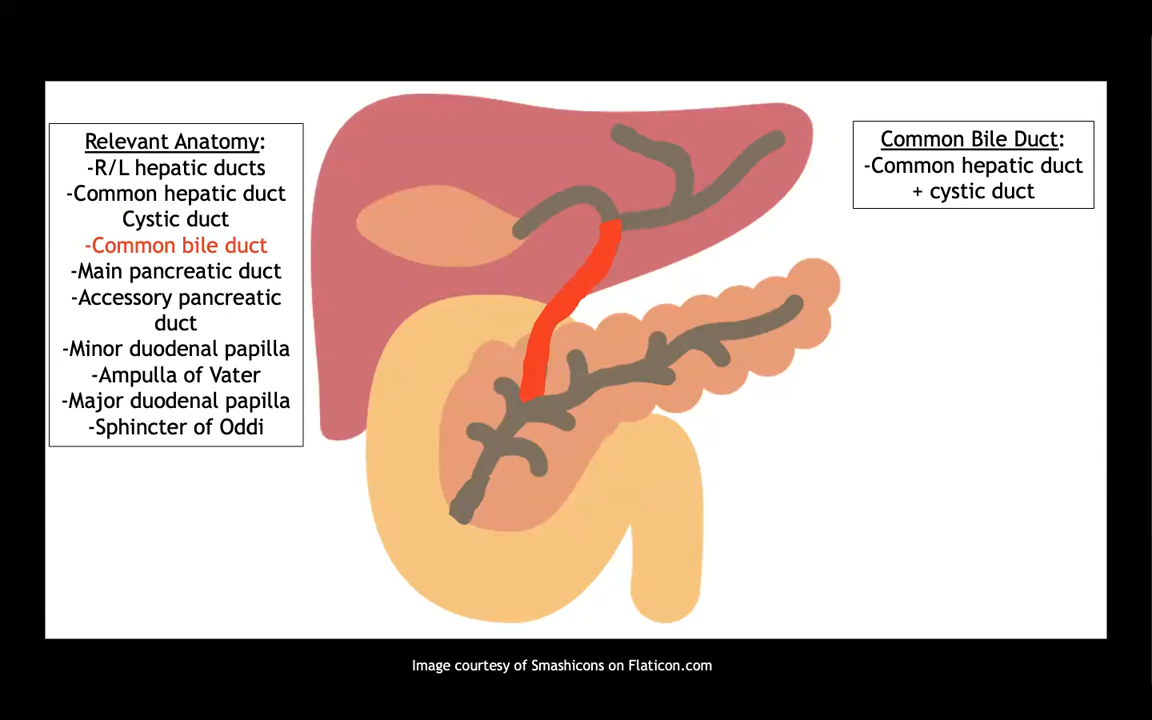 Relevant Anatomy:
-R/L hepatic ducts
-Common hepatic duct
Cystic duct
-Common bile duct
-Main pancreatic duct
-Accessory pancreatic
duct
-Minor duodenal papilla
-Ampulla of Vater
-Major duodenal papilla
-Sphincter of Oddi
Common Bile Duct:
-Common hepatic duct
+ cystic duct
Image courtesy of Smashicons on Flaticon.com